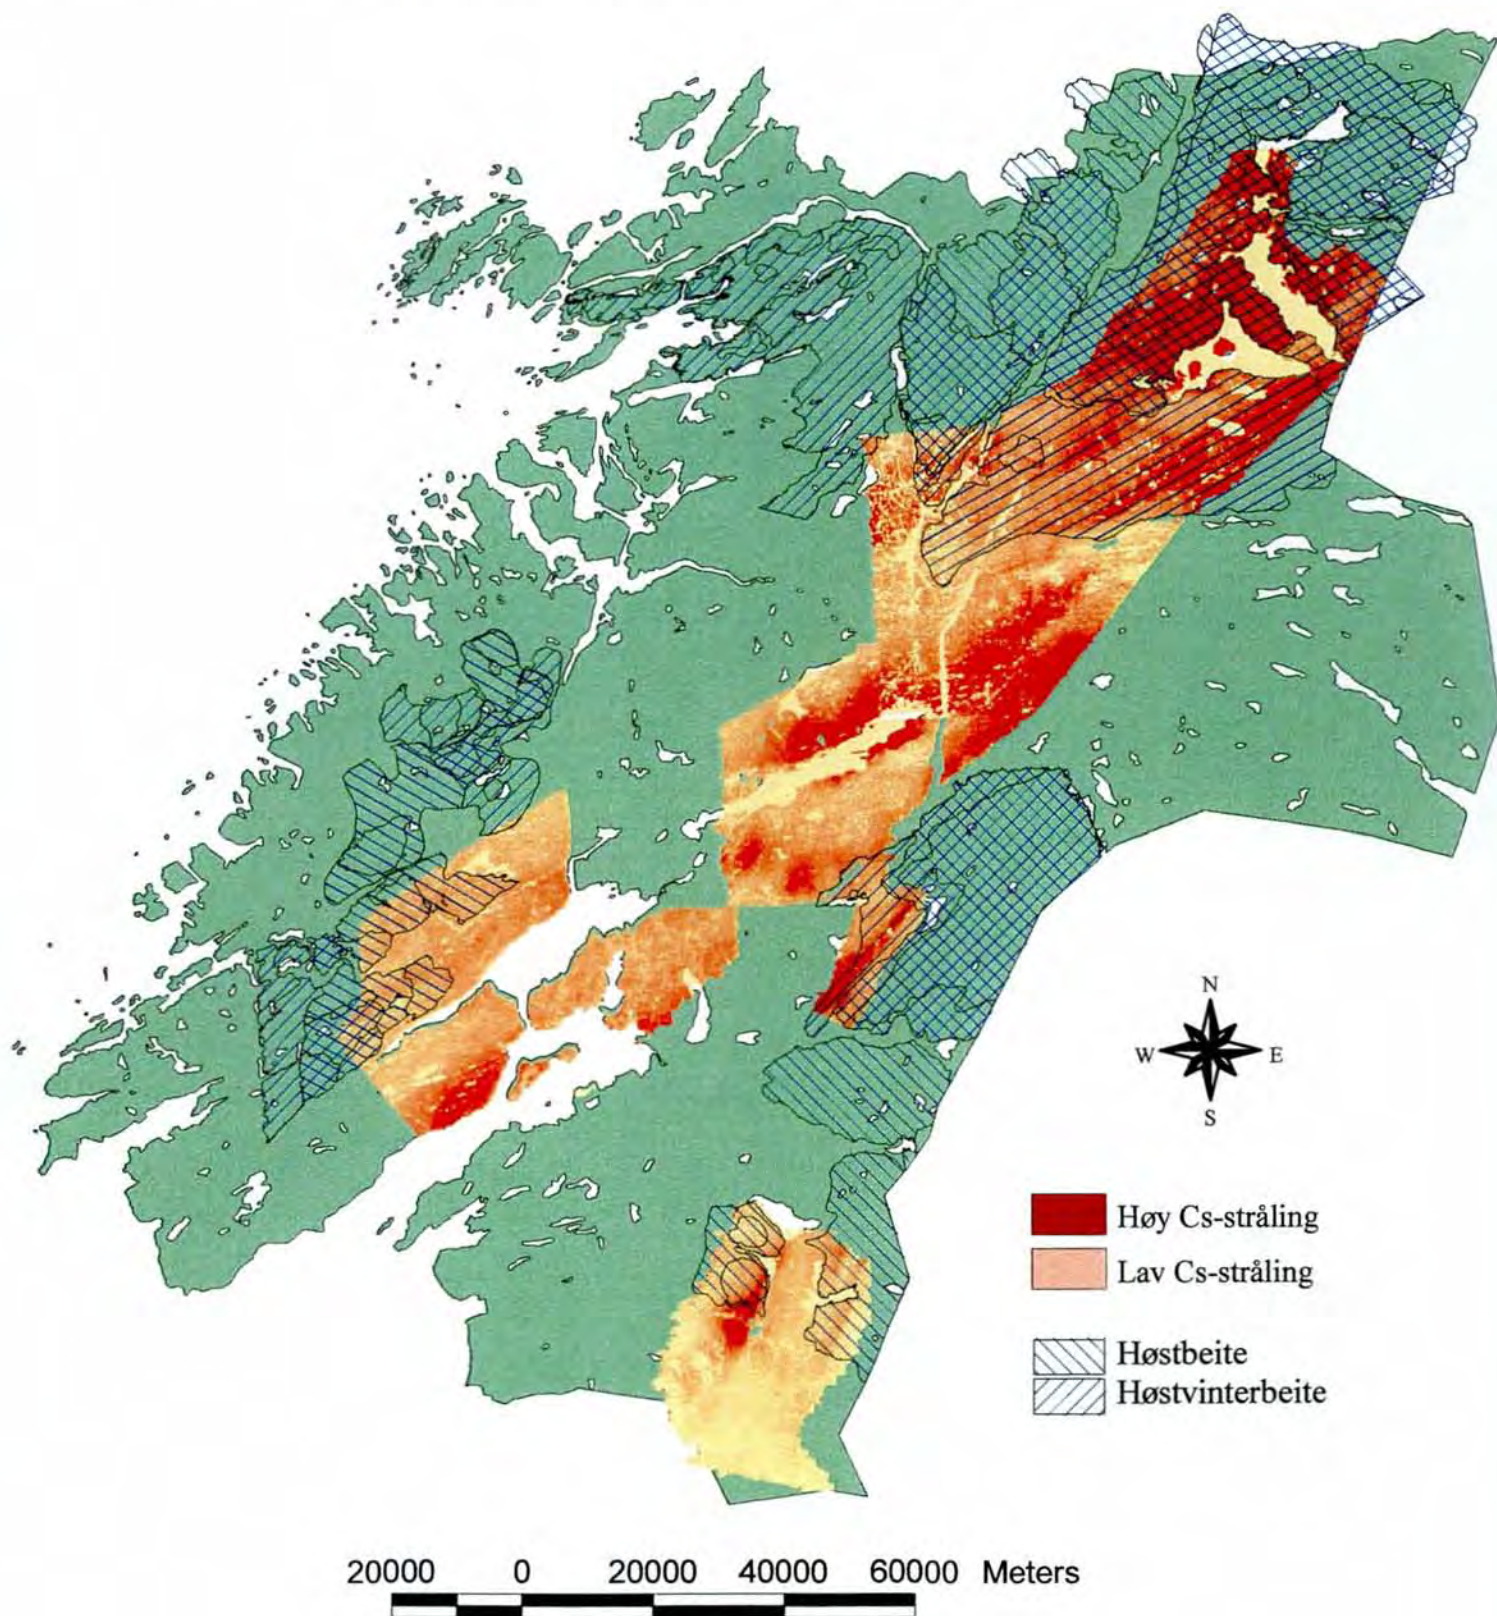 N
W E
S
Høy Cs-stråling
Lav Cs-stråling
Høstbeite
Høstvinterbeite
20000 0 20000 40000 60000 Meters